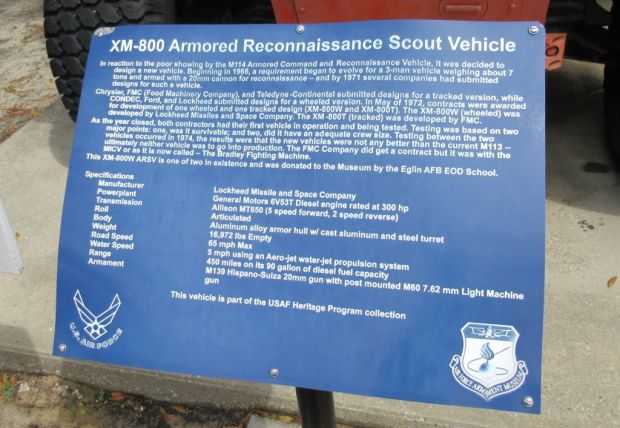 XM-800 Armored Reconnaissance Scout Vehicle
In reaction to the poor showing by the M114 Armored Command and Reconnaissance Vehicle, it was decided to
design a new vehicle. Beginning in 1966, a requirement began to evolve for a 3-man vehicle weighing about 7
tons and armed with a 20mm cannon for reconnaissance – and by 1971 several companies had submitted
designs for such a vehicle.
Chrysler, FMC (Food Machinery Company), and Teledyne-Continental submitted designs for a tracked version, while
CONDEC, Ford, and Lockheed submitted designs for a wheeled version. In May of 1972, contracts were awarded
for development of one wheeled and one tracked design (XM-800W and XM-800T). The XM-800W (wheeled) was
developed by Lockheed Missiles and Space Company. The XM-800T (tracked) was developed by FMC.
As the year closed, both contractors had their first vehicle in operation and being tested. Testing was based on two
major points: one, was it survivable; and two, did it have an adequate crew size. Testing between the two
vehicles occurred in 1974, the results were that the new vehicles were not any better than the current M113 –
ultimately neither vehicle was to go into production. The FMC Company did get a contract but it was with the
MICV or as it is now called – The Bradley Fighting Machine.
This XM-800W ARSV is one of two in existence and was donated to the Museum by the Eglin AFB EOD School.
Specifications
Manufacturer Lockheed Missile and Space Company
Powerplant General Motors 6V53T Diesel engine rated at 300 hp
Transmission Allison MT650 (5 speed forward, 2 speed reverse)
Roll Articulated
Body Aluminum alloy armor hull w/ cast aluminum and steel turret
Weight 16,972 lbs Empty
Road Speed 65 mph Max
Water Speed 5 mph using an Aero-jet water-jet propulsion system
Range 450 miles on its 90 gallon of diesel fuel capacity
Armament M139 Hispano-Suiza 20mm gun with post mounted M60 7.62 mm Light Machine
gun
This vehicle is part of the USAF Heritage Program collection
U.S. AIR FORCE
AIR FORCE ARMAMENT MUSEUM